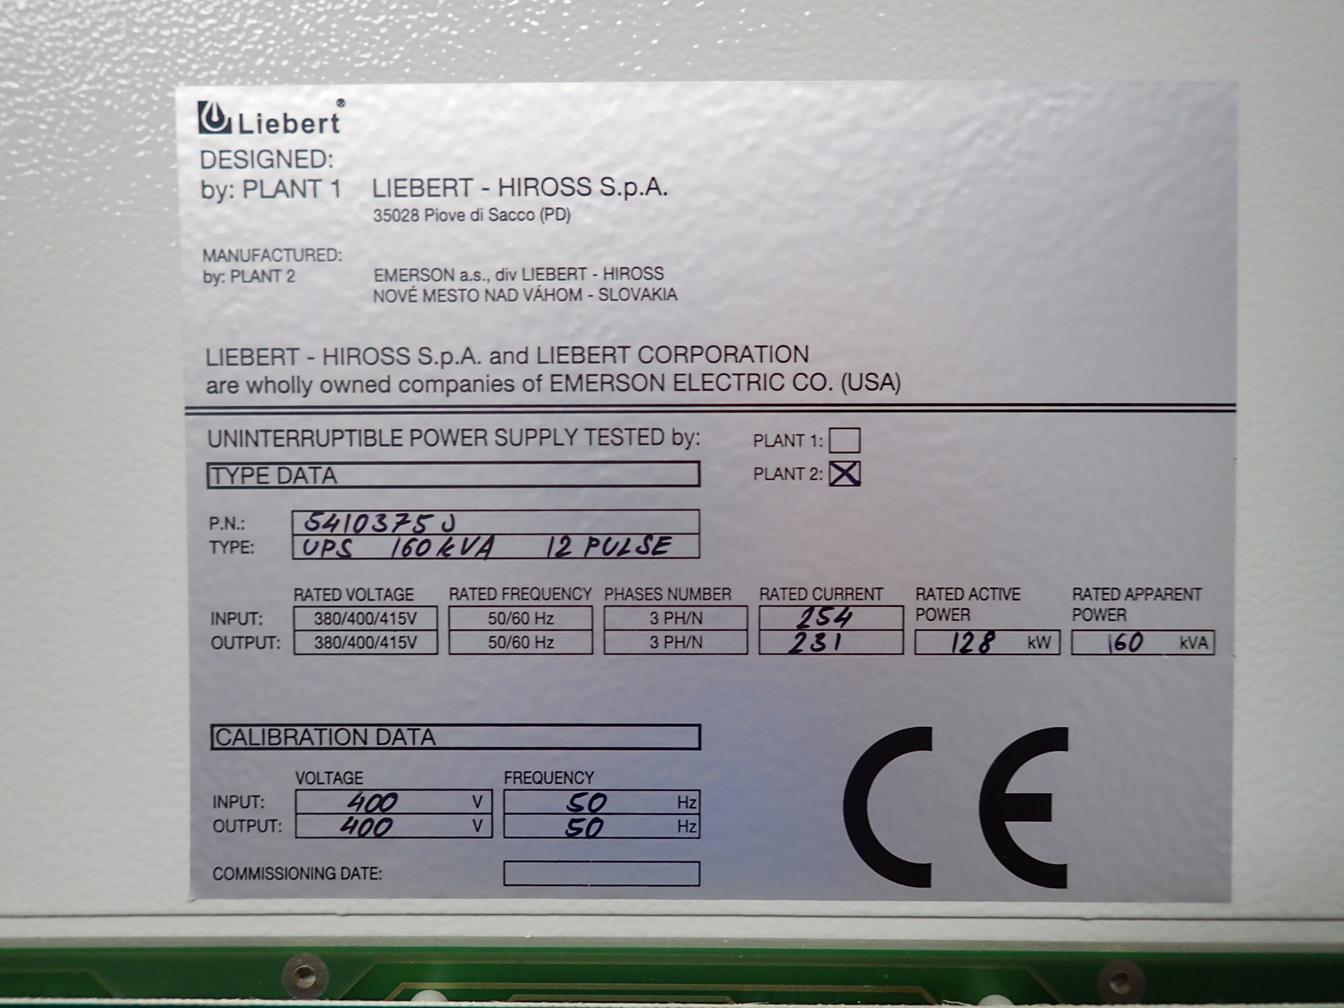 Liebert®
DESIGNED:
by: PLANT 1 LIEBERT - HIROSS S.p.A.
35028 Piove di Sacco (PD)
MANUFACTURED:
by: PLANT 2 EMERSON a.s., div LIEBERT - HIROSS
NOVÉ MESTO NAD VÁHOM - SLOVAKIA
LIEBERT - HIROSS S.p.A. and LIEBERT CORPORATION
are wholly owned companies of EMERSON ELECTRIC CO. (USA)
UNINTERRUPTIBLE POWER SUPPLY TESTED by: PLANT 1:
TYPE DATA PLANT 2: X
P.N.: 5410375 J
TYPE: UPS 160 kVA 12 PULSE
RATED VOLTAGE RATED FREQUENCY PHASES NUMBER RATED CURRENT RATED ACTIVE POWER RATED APPARENT POWER
INPUT: 380/400/415V 50/60 Hz 3 PH/N 254
OUTPUT: 380/400/415V 50/60 Hz 3 PH/N 231 128 kW 160 kVA
CALIBRATION DATA
VOLTAGE FREQUENCY
INPUT: 400 V 50 Hz
OUTPUT: 400 V 50 Hz
COMMISSIONING DATE:
CE